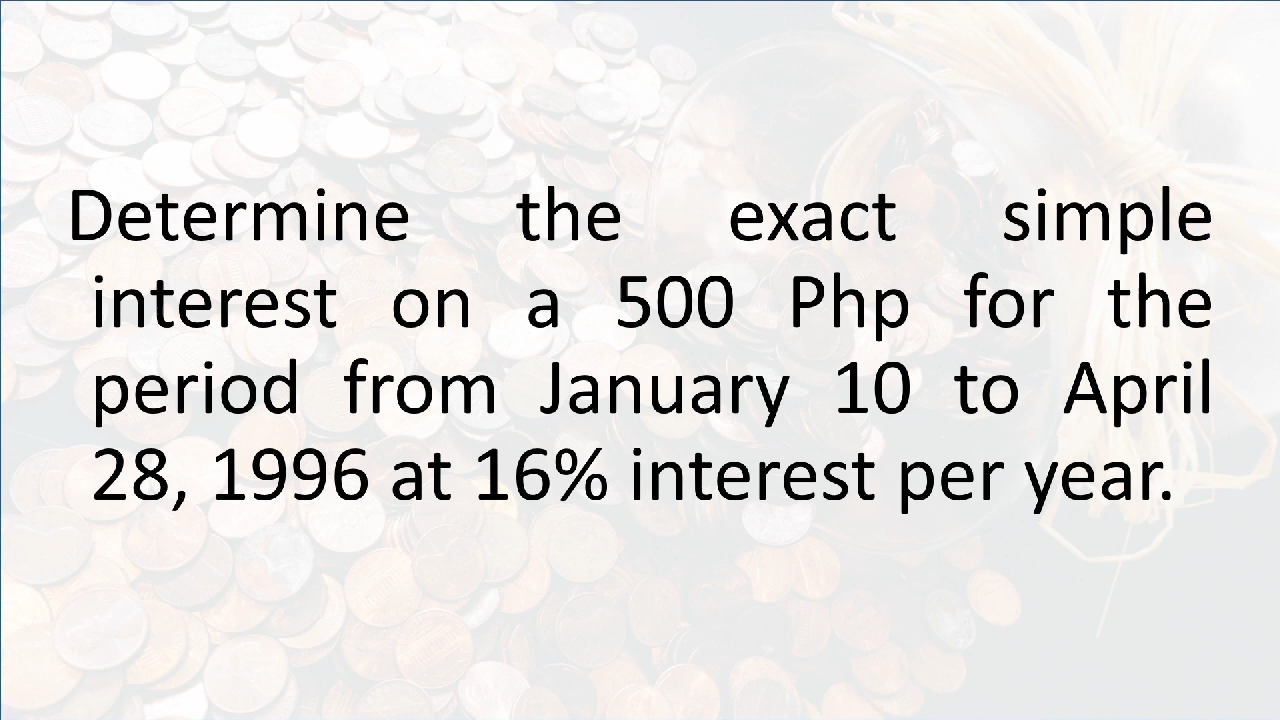 Determine the exact simple
interest on a 500 Php for the
period from January 10 to April
28, 1996 at 16% interest per year.